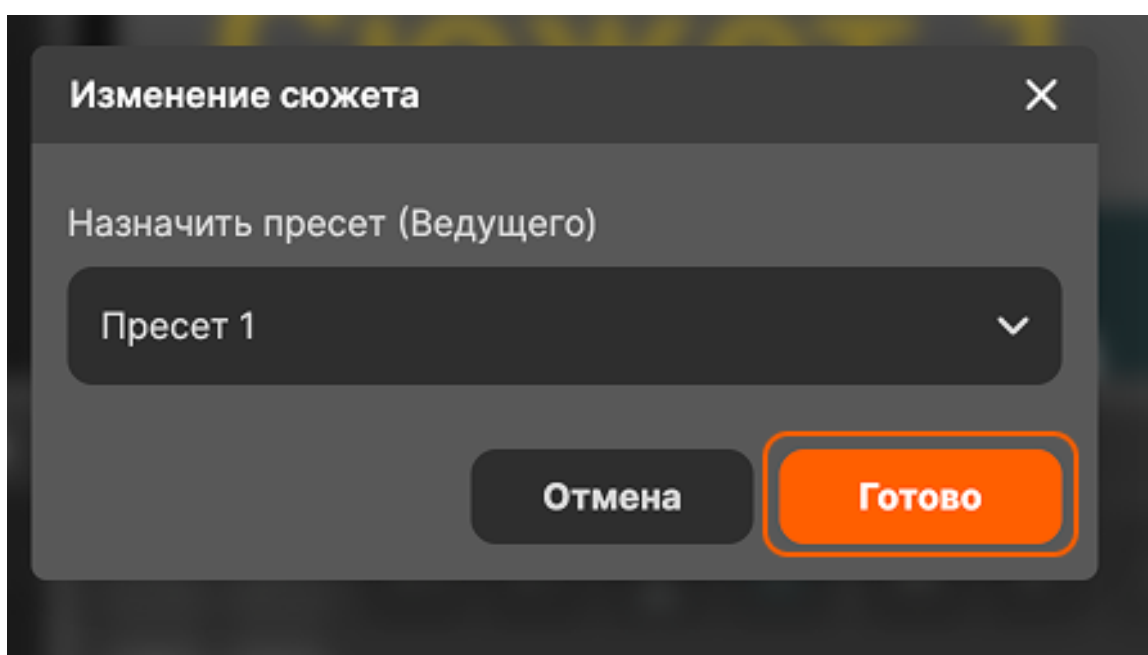 Изменение сюжета
Назначить пресет (Ведущего)
Пресет 1
Отмена
Готово